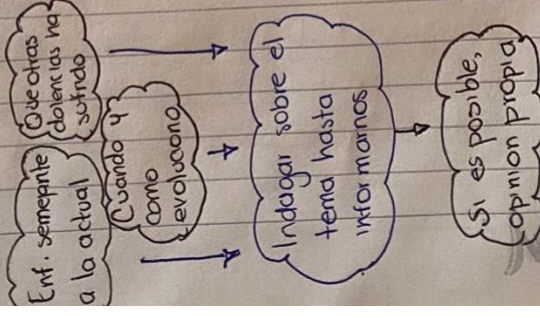 Que otras
dolencias ha
sufrido
Enf. semejante
a la actual
Cuando y
como
evoluciono
Indagar sobre el
tema hasta
informarnos
Si es posible,
opinion propia